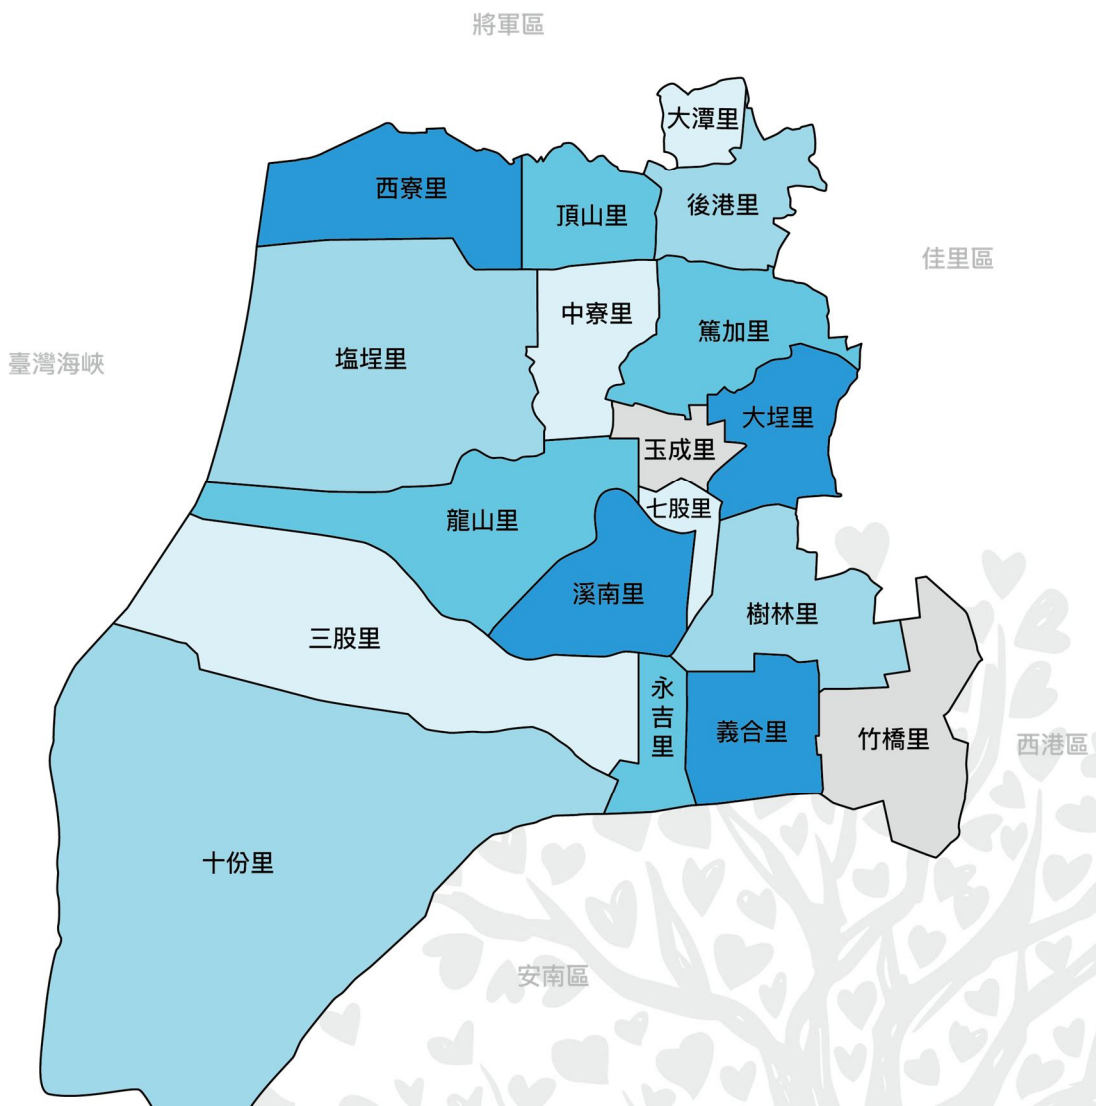 將軍區
大潭里
西寮里
頂山里
後港里
佳里區
中寮里
篤加里
臺灣海峽
塩埕里
大埕里
玉成里
七股里
龍山里
溪南里
樹林里
三股里
永吉里
義合里
竹橋里
西港區
十份里
安南區